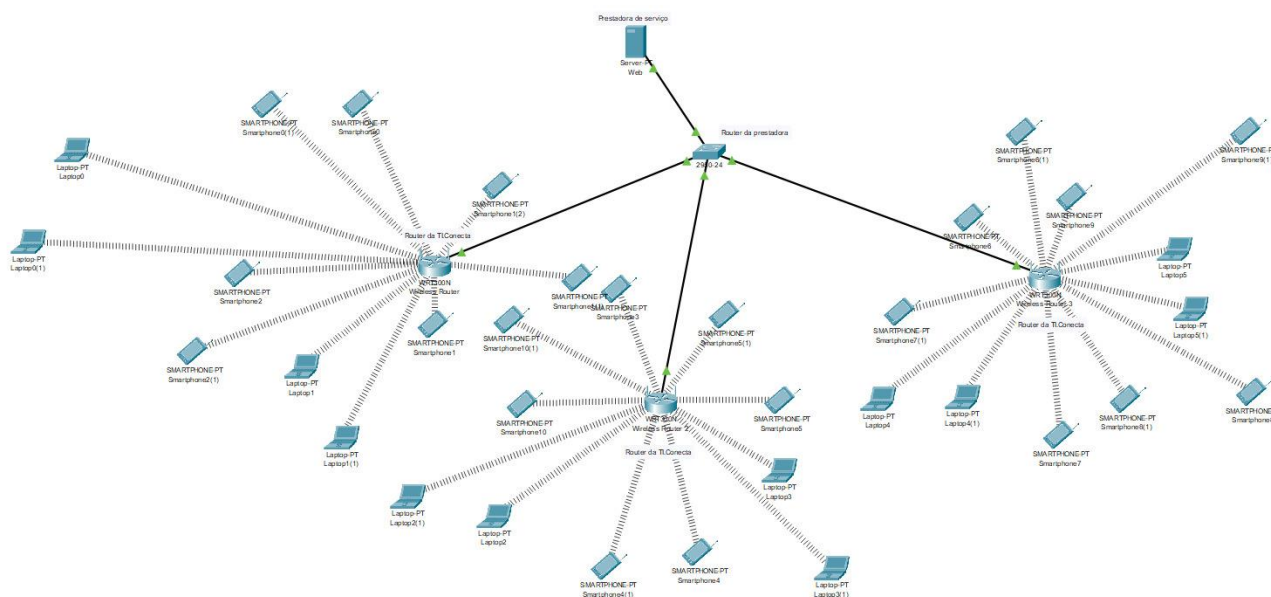 Prestadora de serviço
Server-PT
Web
Router da prestadora
SMARTPHONE-PT
Smartphone0(1)
SMARTPHONE-PT
Smartphone0
SMARTPHONE-PT
Smartphone8(1)
SMARTPHONE-PT
Smartphone9(1)
Laptop-PT
Laptop0
SMARTPHONE-PT
Smartphone1(2)
SMARTPHONE-PT
Smartphone9
SMARTPHONE-PT
Router da TI.Conecta
Laptop-PT
Laptop0(1)
Laptop-PT
Laptop5
SMARTPHONE-PT
Smartphone2
WRT300N
Wireless Router
SMARTPHONE-PT
SMARTPHONE-PT
Smartphone3
WRT300N
Wireless Router 3
Laptop-PT
Laptop5(1)
Router da TI.Conecta
SMARTPHONE-PT
Smartphone1
SMARTPHONE-PT
Smartphone10(1)
SMARTPHONE-PT
Smartphone5(1)
SMARTPHONE-PT
Smartphone7(1)
SMARTPHONE-PT
Smartphone2(1)
Laptop-PT
Laptop1
SMARTPHONE-PT
Smartphone10
WRT300N
Wireless Router 2
SMARTPHONE-PT
Smartphone5
Laptop-PT
Laptop4
Laptop-PT
Laptop4(1)
SMARTPHONE-PT
SMARTPHONE-PT
Laptop-PT
Laptop1(1)
Router da TI.Conecta
SMARTPHONE-PT
Smartphone7
Laptop-PT
Laptop3
Laptop-PT
Laptop2(1)
Laptop-PT
Laptop2
SMARTPHONE-PT
Smartphone4(1)
SMARTPHONE-PT
Smartphone4
Laptop-PT
Laptop3(1)